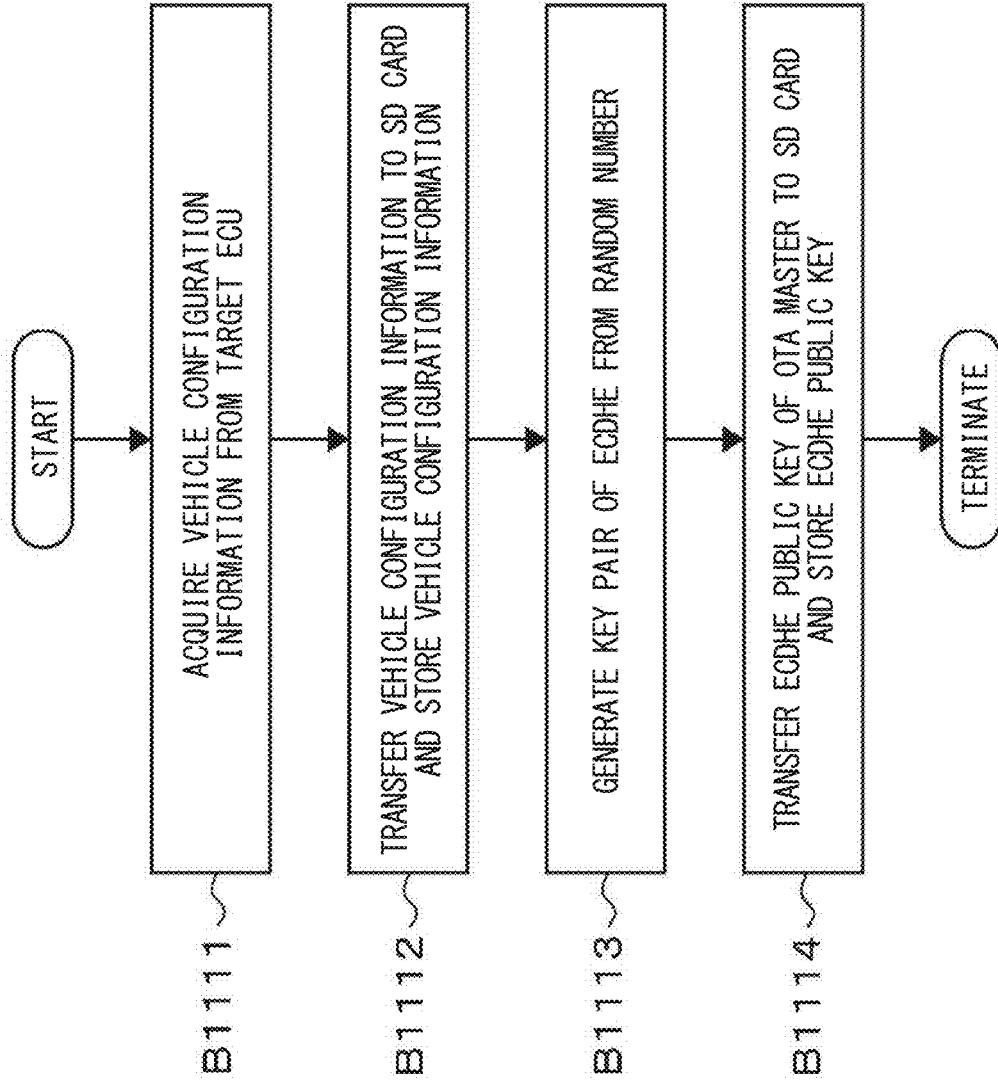 START
B1111
ACQUIRE VEHICLE CONFIGURATION
INFORMATION FROM TARGET ECU
B1112
TRANSFER VEHICLE CONFIGURATION INFORMATION TO SD CARD
AND STORE VEHICLE CONFIGURATION INFORMATION
B1113
GENERATE KEY PAIR OF ECDHE FROM RANDOM NUMBER
B1114
TRANSFER ECDHE PUBLIC KEY OF OTA MASTER TO SD CARD
AND STORE ECDHE PUBLIC KEY
TERMINATE